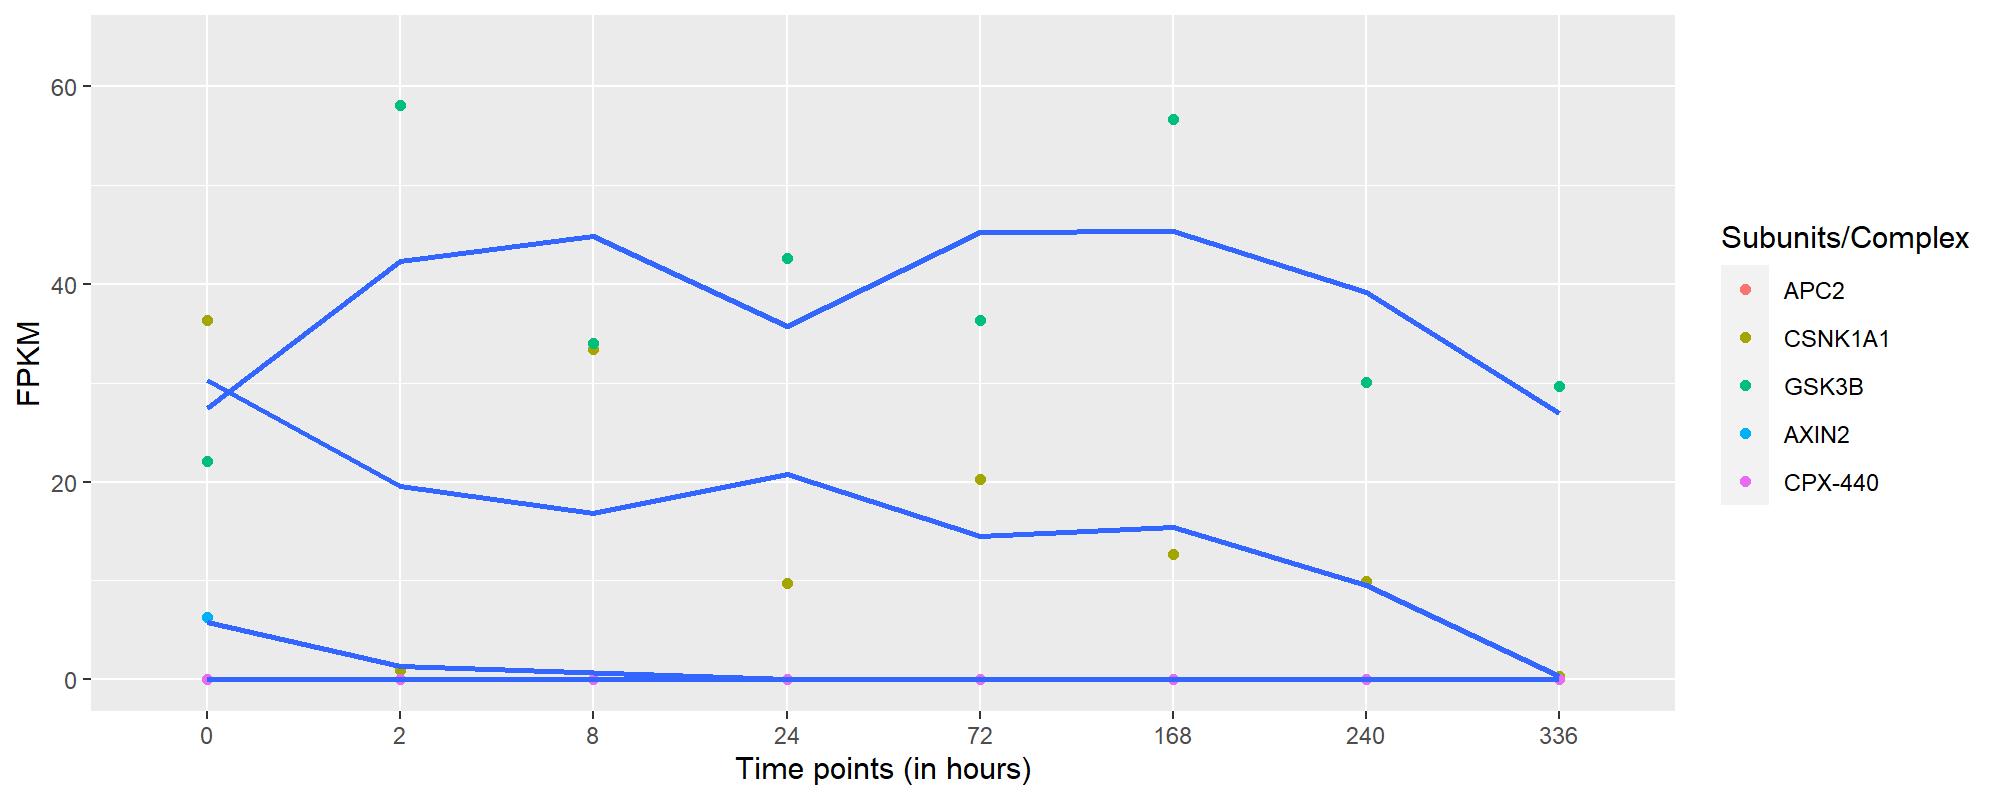 60
40
20
0
FPKM
0 2 8 24 72 168 240 336
Time points (in hours)
Subunits/Complex
APC2
CSNK1A1
GSK3B
AXIN2
CPX-440